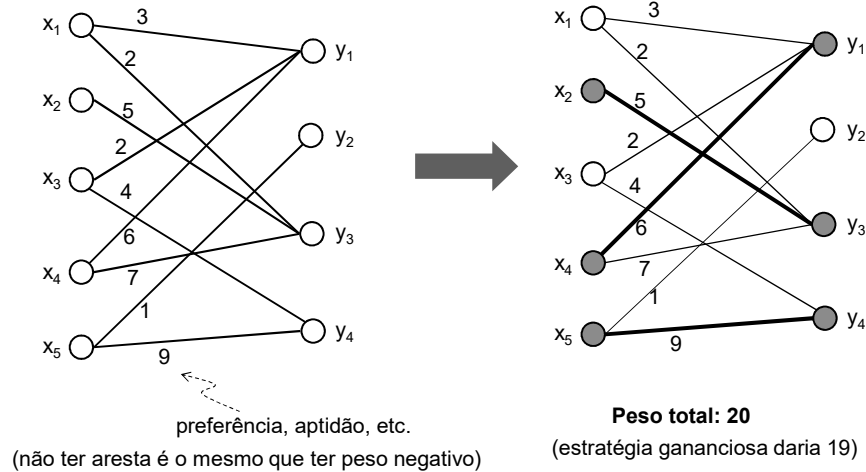 x1
3
y1
2
x2
5
y2
2
x3
4
y3
6
x4
7
1
y4
x5
9
preferência, aptidão, etc.
(não ter aresta é o mesmo que ter peso negativo)
x1
3
y1
2
x2
5
y2
2
x3
4
y3
6
x4
7
1
y4
x5
9
Peso total: 20
(estratégia gananciosa daria 19)